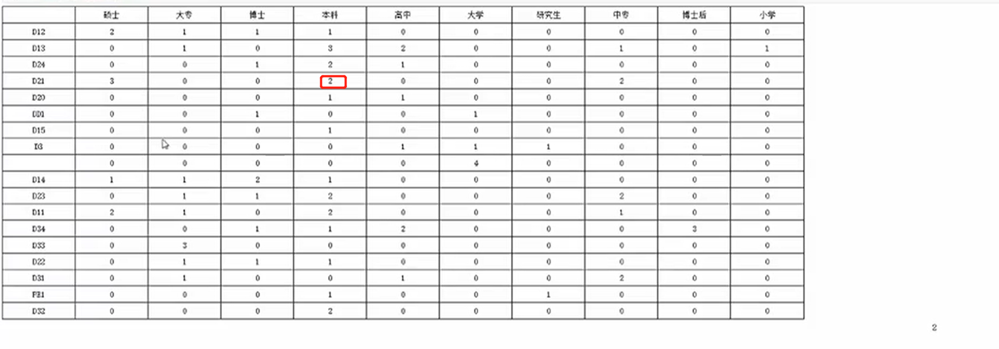 硕士 大专 博士 本科 高中 大学 研究生 中专 博士后 小学
D12 2 1 1 1 0 0 0 0 0 0
D13 0 1 0 3 2 0 0 1 0 1
D24 0 0 1 2 1 0 0 0 0 0
D21 3 0 0 2 0 0 0 2 0 0
D20 0 0 0 1 1 0 0 0 0 0
DD1 0 0 1 0 0 1 0 0 0 0
D15 0 0 0 1 0 0 0 0 0 0
0 0 0 0 1 1 1 0 0 0
0 0 0 0 0 4 0 0 0 0
D14 1 1 2 1 0 0 0 0 0 0
D23 0 1 1 2 0 0 0 2 0 0
D11 2 1 0 2 0 0 0 1 0 0
D34 0 0 1 1 2 0 0 0 3 0
D33 0 3 0 0 0 0 0 0 0 0
D22 0 1 1 1 0 0 0 0 0 0
D31 0 1 0 0 1 0 0 2 0 0
0 0 0 1 0 0 1 0 0 0
D32 0 0 0 2 0 0 0 0 0 0
2